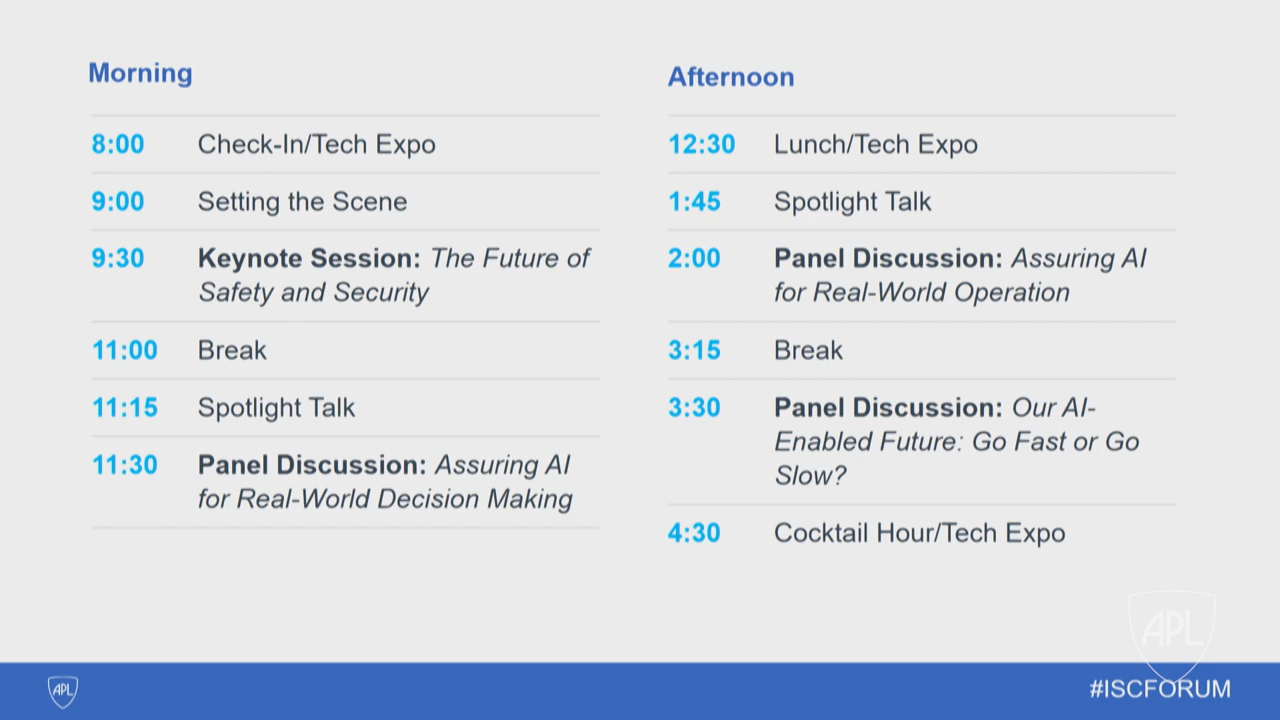 Morning
8:00 Check-In/Tech Expo
9:00 Setting the Scene
9:30 Keynote Session: The Future of
Safety and Security
11:00 Break
11:15 Spotlight Talk
11:30 Panel Discussion: Assuring AI
for Real-World Decision Making
Afternoon
12:30 Lunch/Tech Expo
1:45 Spotlight Talk
2:00 Panel Discussion: Assuring AI
for Real-World Operation
3:15 Break
3:30 Panel Discussion: Our AI-
Enabled Future: Go Fast or Go
Slow?
4:30 Cocktail Hour/Tech Expo
APL
APL
#ISCFORUM